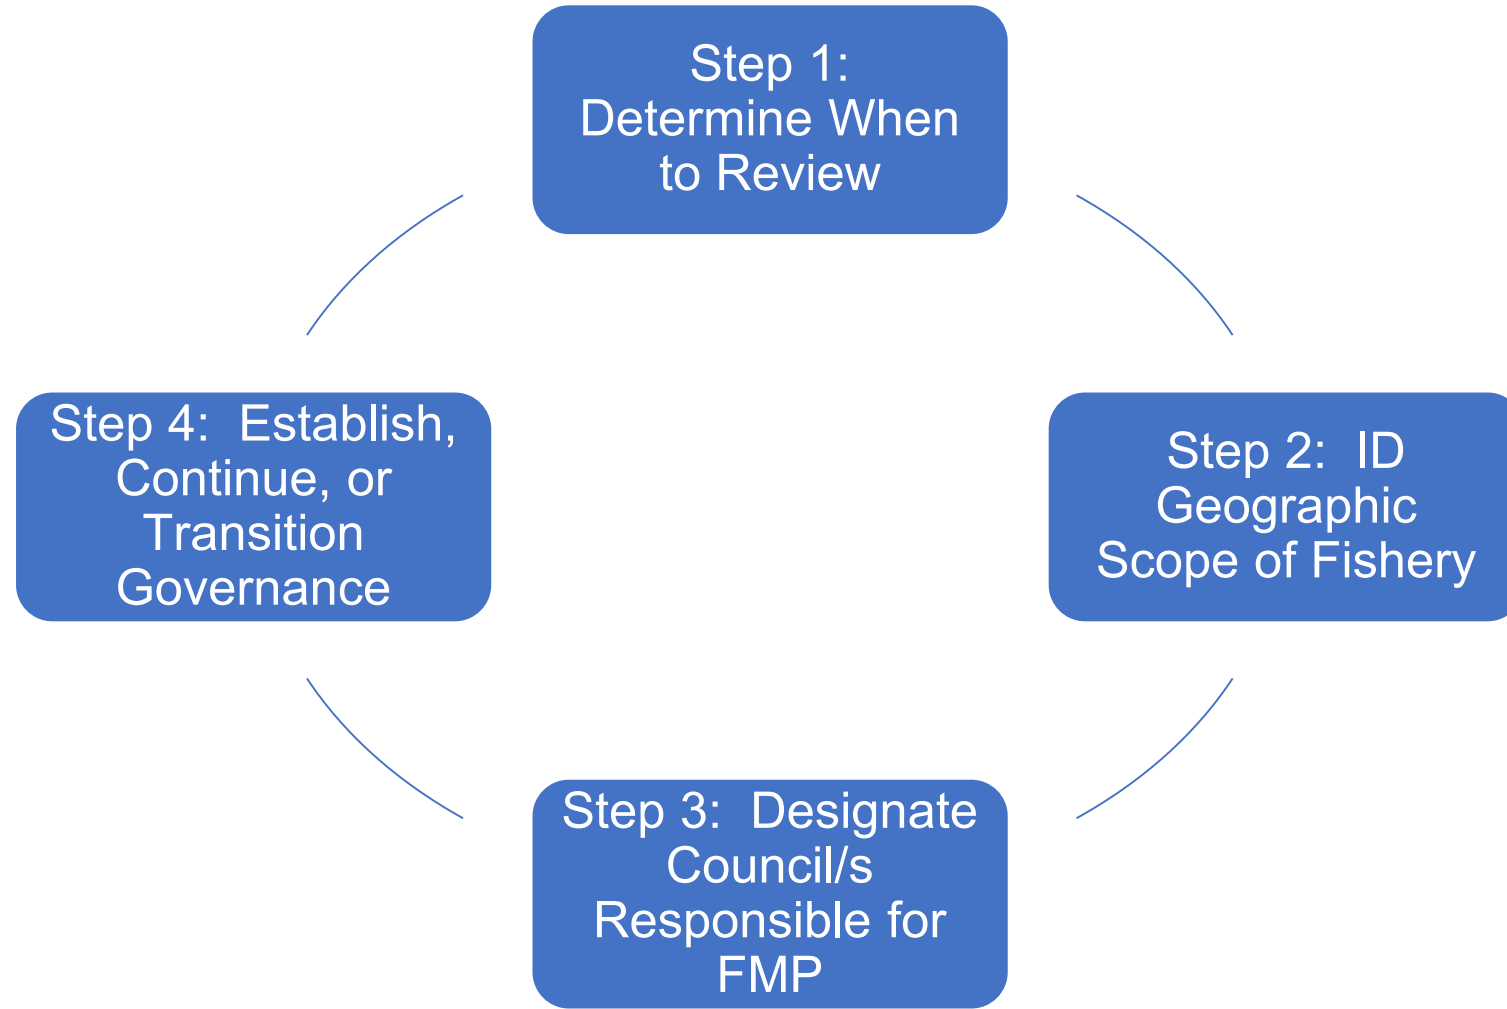 Step 1:
Determine When
to Review
Step 2:  ID
Geographic
Scope of Fishery
Step 3:  Designate
Council/s
Responsible for
FMP
Step 4:  Establish,
Continue, or
Transition
Governance